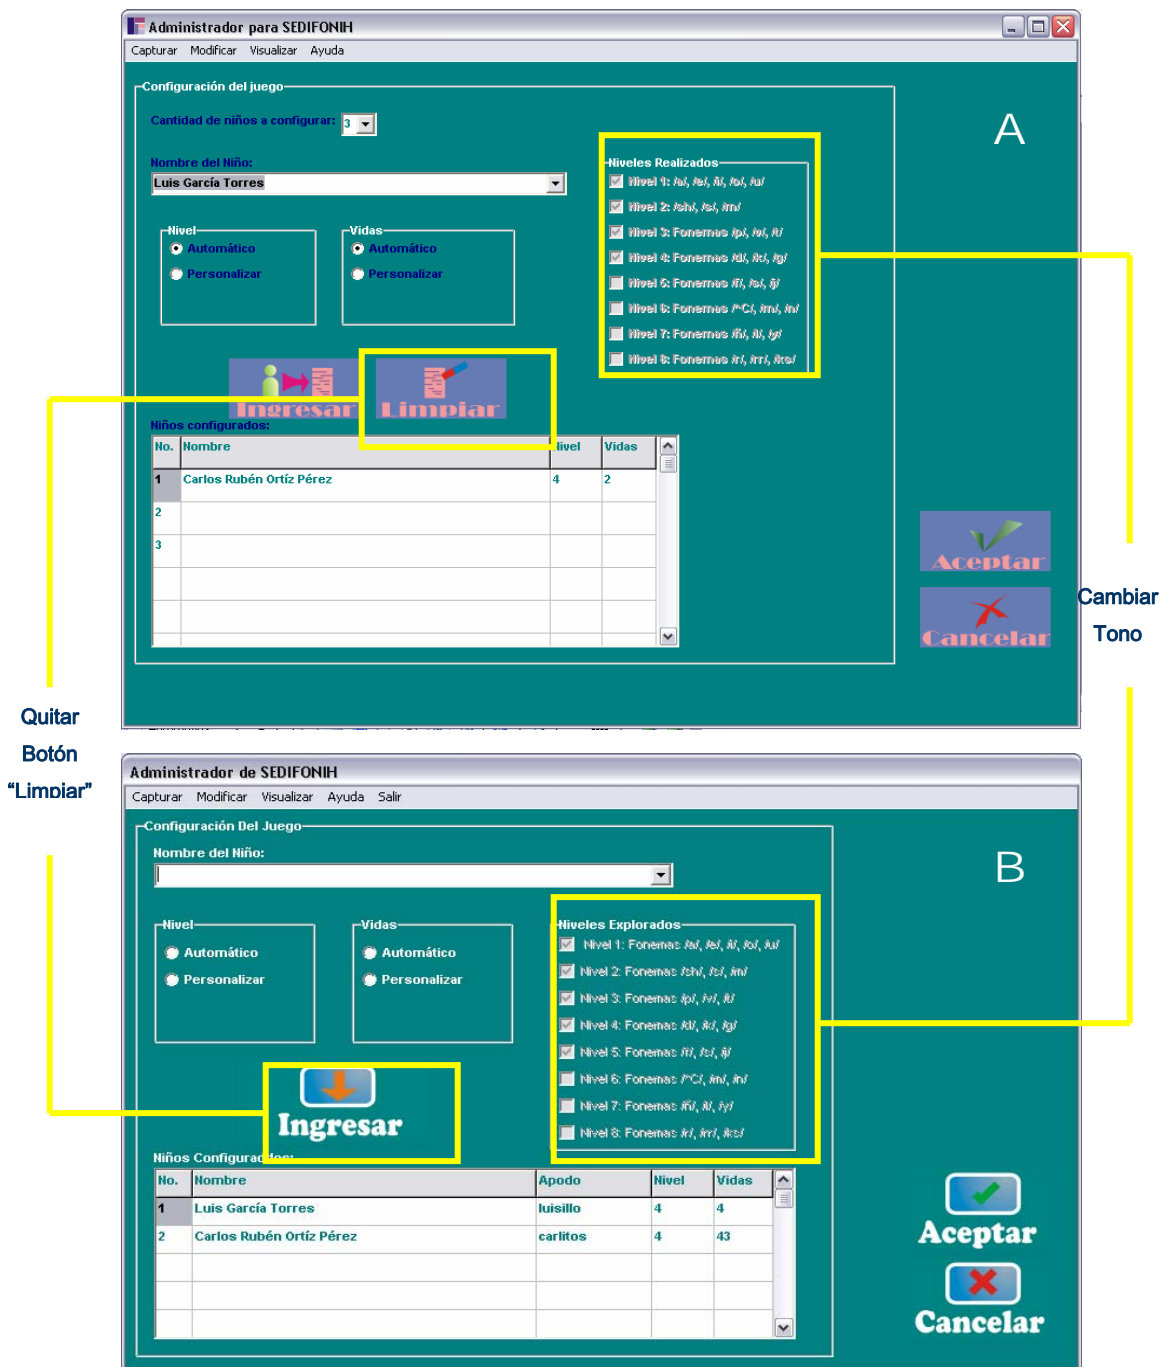 Administrador para SEDIFONIH
Capturar Modificar Visualizar Ayuda
Configuración del juego
A
Cantidad de niños a configurar: 3
Nombre del Niño:
Luis García Torres
Niveles Realizados
Nivel 1: /a/, /e/, /i/, /o/, /u/
Nivel 2: /ch/, /s/, /m/
Nivel 3: Fonemas /p/, /v/, /t/
Nivel 4: Fonemas /d/, /k/, /g/
Nivel 5: Fonemas /f/, /s/, /j/
Nivel 6: Fonemas /^C/, /m/, /n/
Nivel 7: Fonemas /ñ/, /l/, /y/
Nivel 8: Fonemas /r/, /rr/, /ks/
Nivel
Automático
Personalizar
Vidas
Automático
Personalizar
Ingresar
Limpiar
Niños configurados:
No. Nombre Nivel Vidas
1 Carlos Rubén Ortíz Pérez 4 2
2
3
Aceptar
Cancelar
Cambiar
Tono
Quitar
Botón
“Limpiar”
Administrador de SEDIFONIH
Capturar Modificar Visualizar Ayuda Salir
Configuración Del Juego
B
Nombre del Niño:
Nivel
Automático
Personalizar
Vidas
Automático
Personalizar
Niveles Explorados
Nivel 1: Fonemas /a/, /e/, /i/, /o/, /u/
Nivel 2: Fonemas /ch/, /s/, /m/
Nivel 3: Fonemas /p/, /v/, /t/
Nivel 4: Fonemas /d/, /k/, /g/
Nivel 5: Fonemas /f/, /s/, /j/
Nivel 6: Fonemas /^C/, /m/, /n/
Nivel 7: Fonemas /ñ/, /l/, /y/
Nivel 8: Fonemas /r/, /rr/, /ks/
Ingresar
Niños Configurados:
No. Nombre Apodo Nivel Vidas
1 Luis García Torres luisillo 4 4
2 Carlos Rubén Ortíz Pérez carlitos 4 43
Aceptar
Cancelar